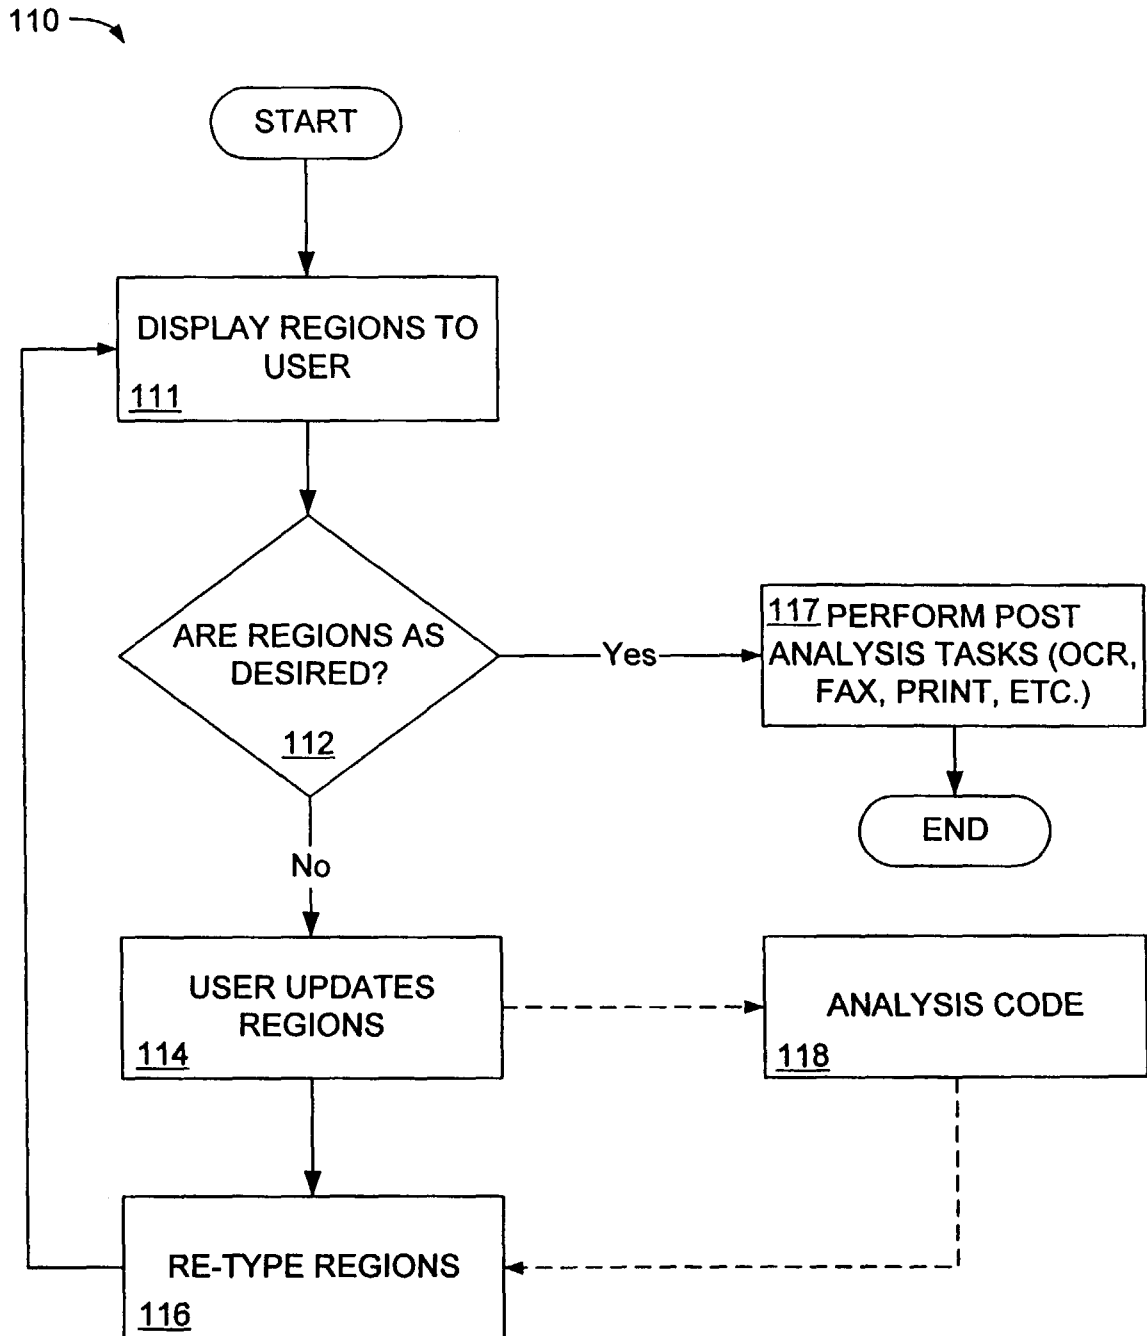 110
START
DISPLAY REGIONS TO
USER
111
ARE REGIONS AS
DESIRED?
112
Yes
117 PERFORM POST
ANALYSIS TASKS (OCR,
FAX, PRINT, ETC.)
END
No
USER UPDATES
REGIONS
114
ANALYSIS CODE
118
RE-TYPE REGIONS
116